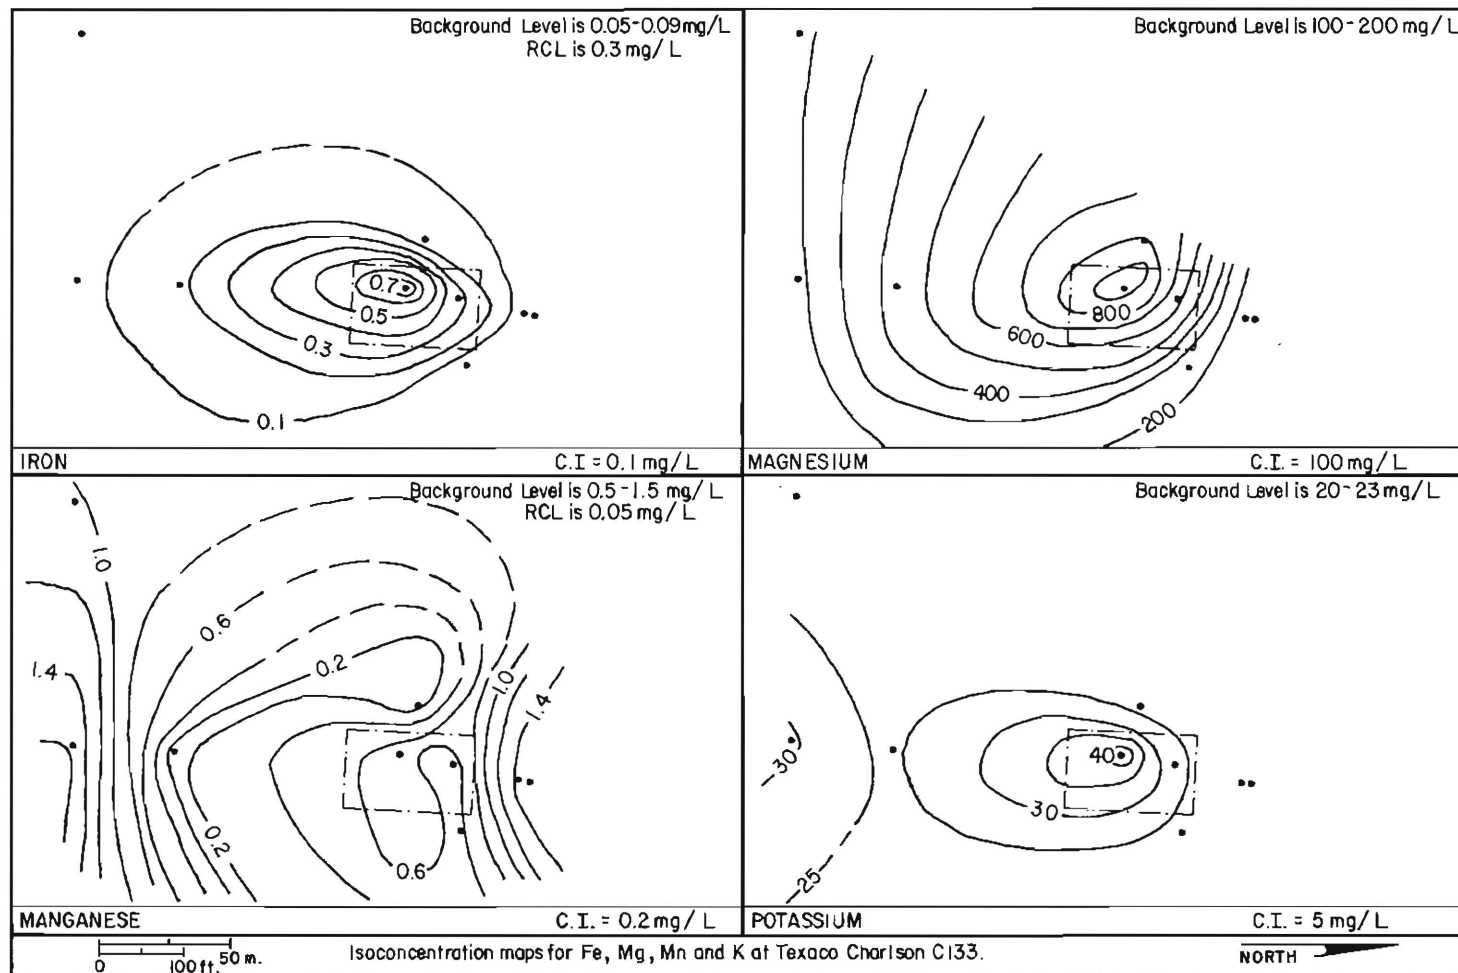 Background Level is 0.05-0.09mg/L
RCL is 0.3 mg/L
0.7
0.5
0.3
0.1
IRON C.I = 0.1 mg/L
Background Level is 100-200 mg/L
800
600
400
200
MAGNESIUM C.I. = 100 mg/L
Background Level is 0.5-1.5 mg/L
RCL is 0.05 mg/L
1.0
0.6
0.2
1.4
1.0
1.4
0.2
0.6
MANGANESE C.I. = 0.2 mg/L
Background Level is 20-23 mg/L
30
40
30
25
POTASSIUM C.I. = 5 mg/L
0 50 m.
100 ft.
Isoconcentration maps for Fe, Mg, Mn and K at Texaco Charlson C133.
NORTH